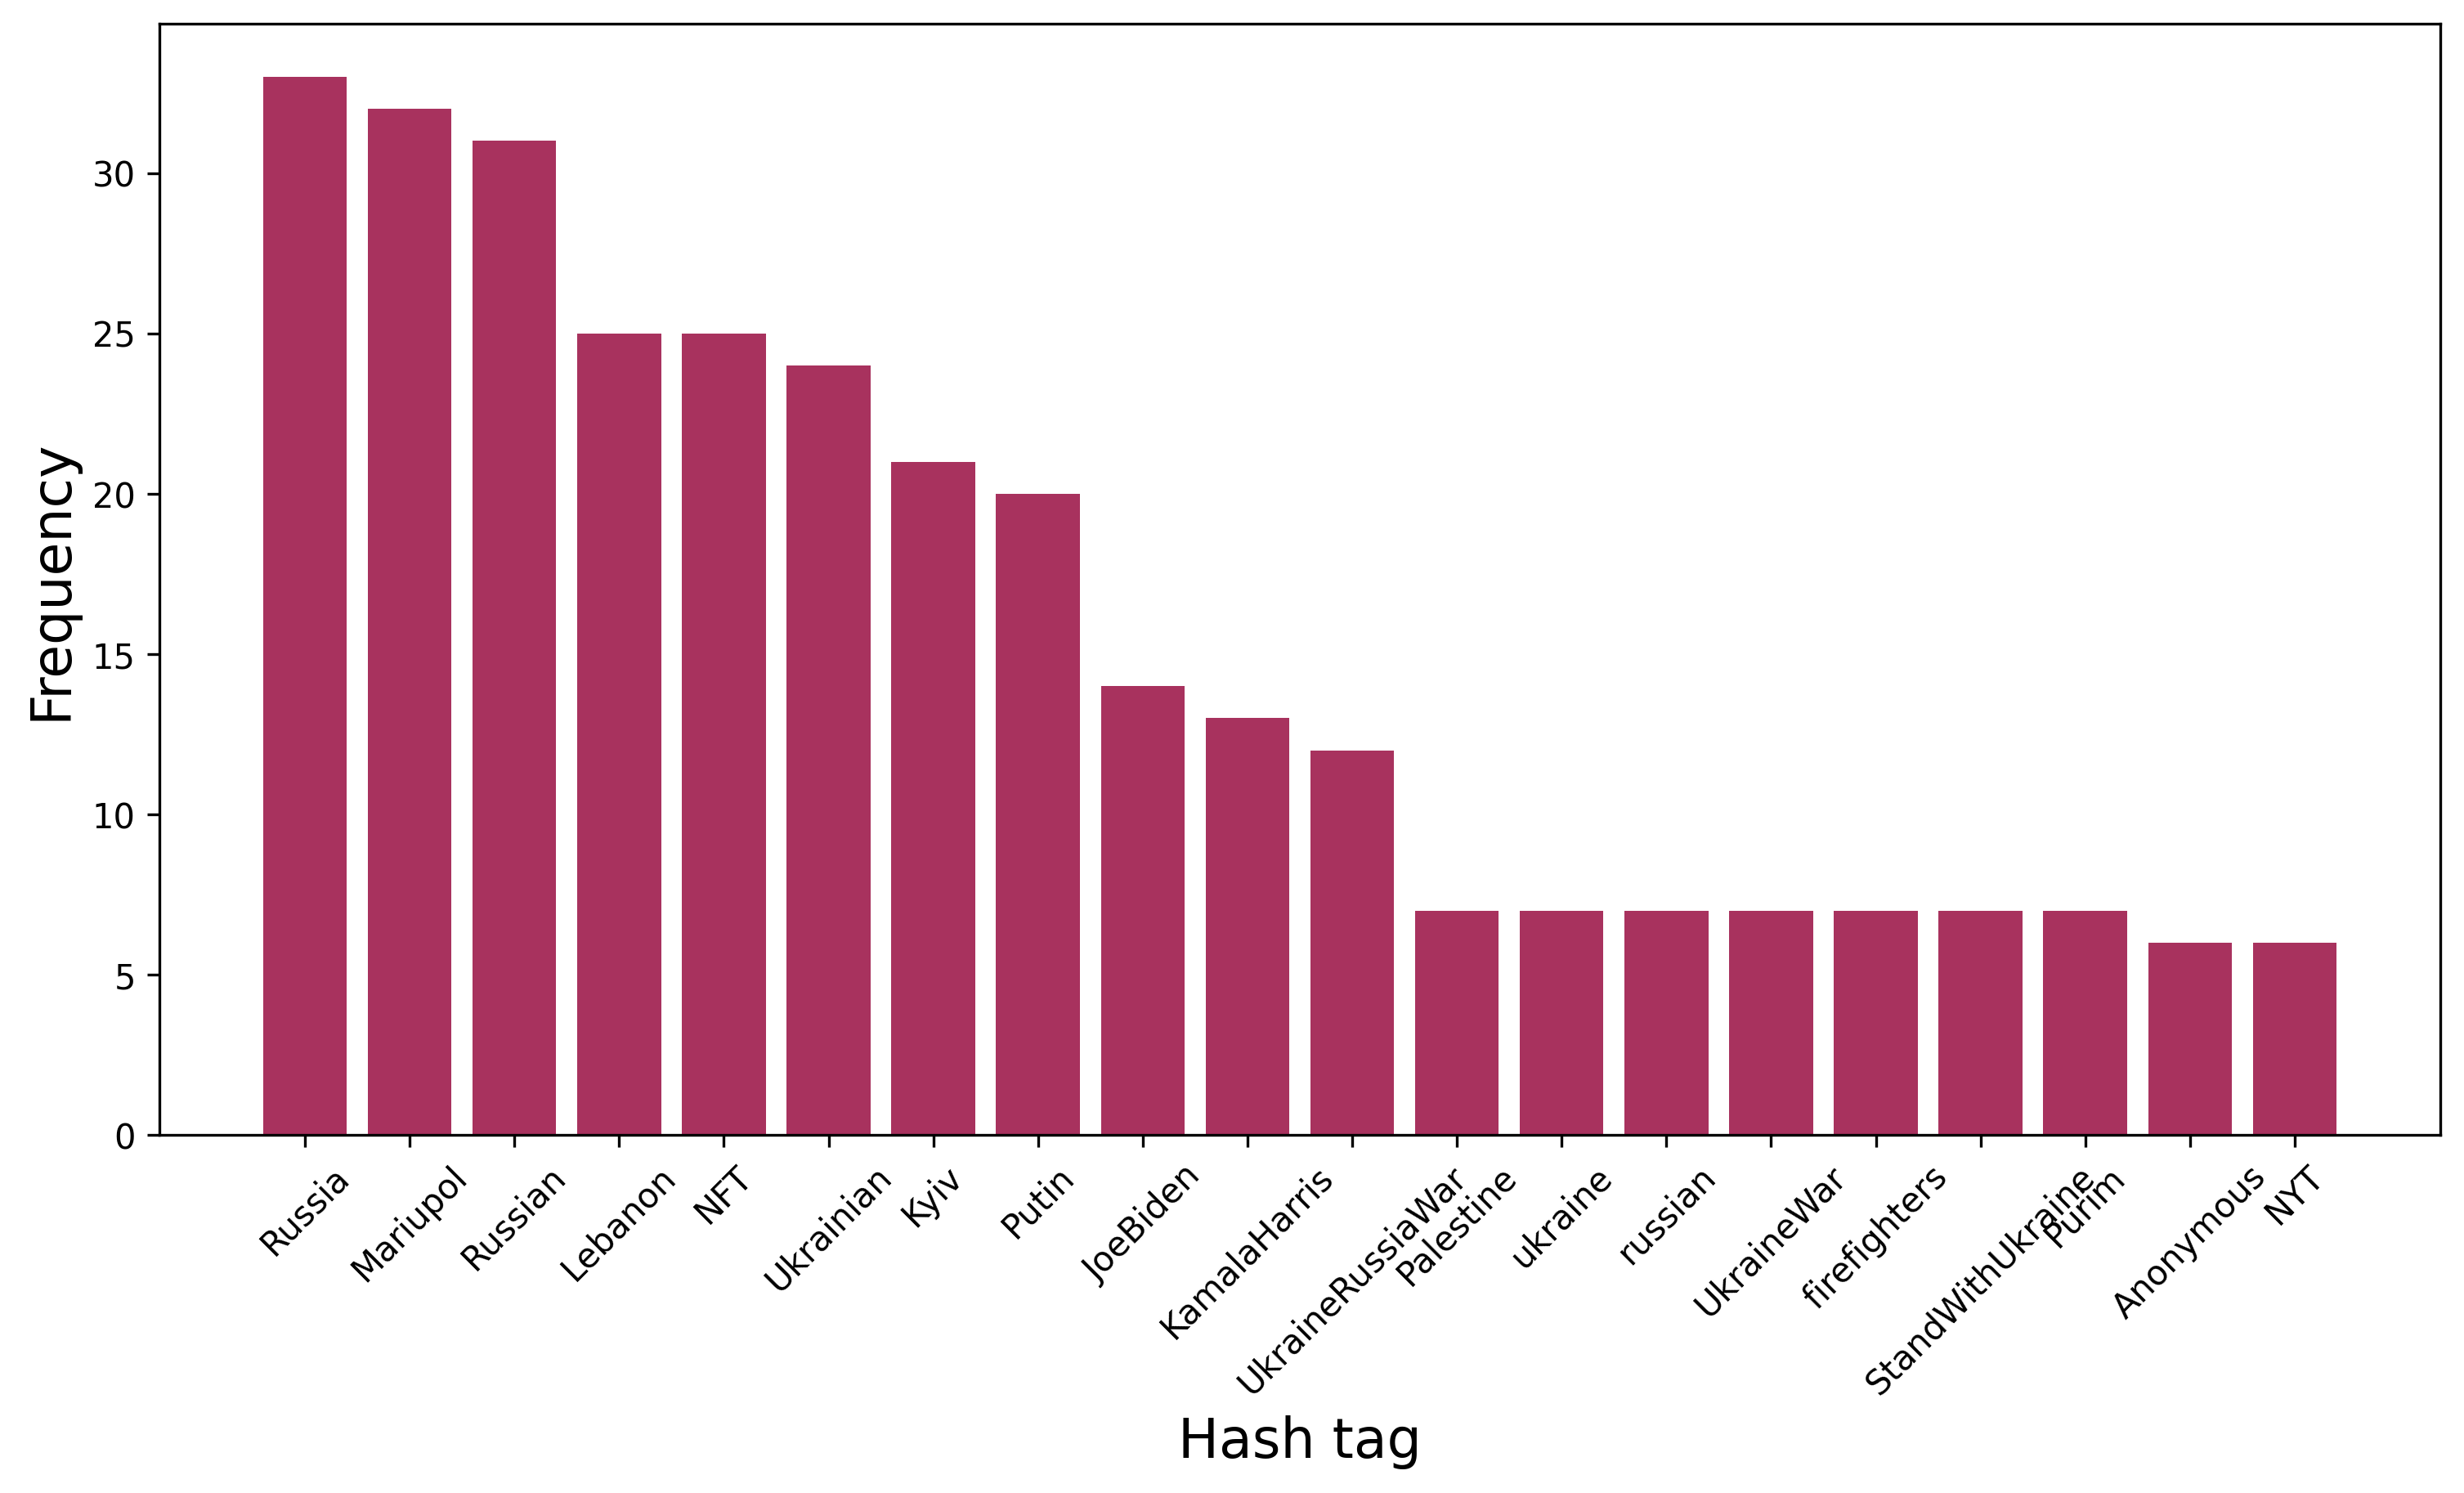 Frequency
30
25
20
15
10
5
0
Russia
Mariupol
Russian
Lebanon
NFT
Ukrainian
Kyiv
Putin
JoeBiden
KamalaHarris
UkraineRussiaWar
Palestine
ukraine
russian
UkraineWar
firefighters
StandWithUkraine
Purim
Anonymous
NYT
Hash tag